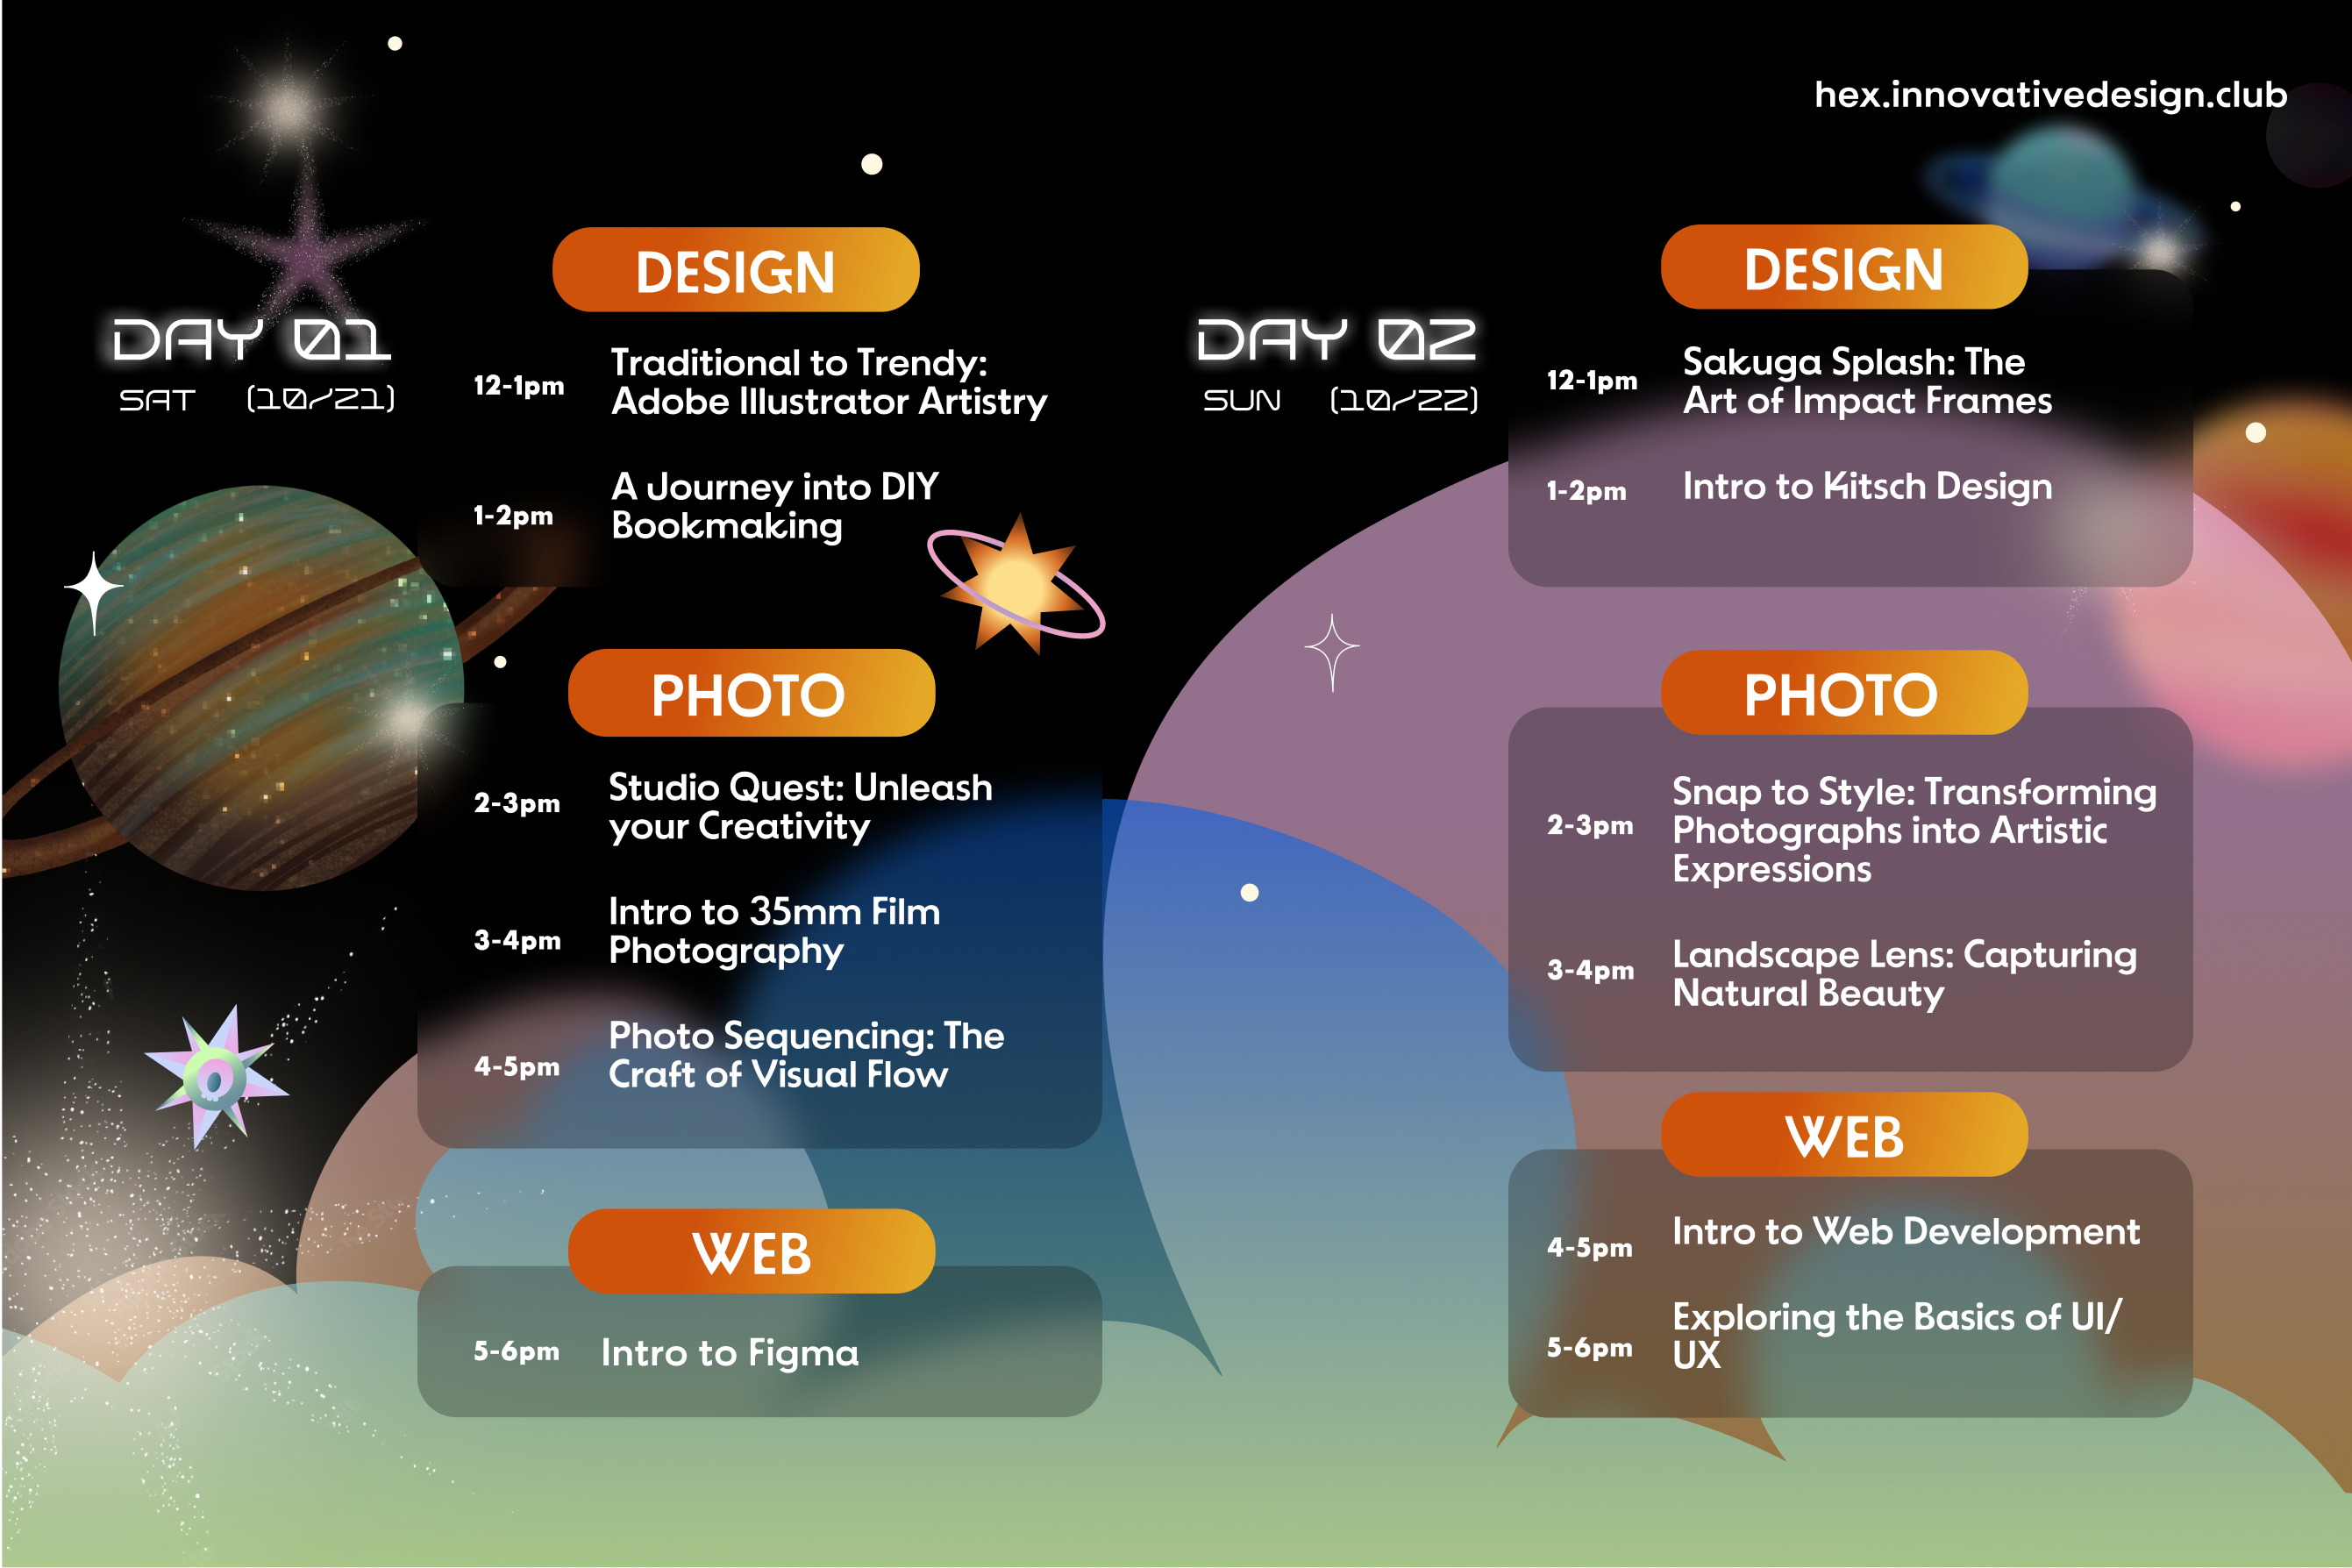 hex.innovativedesign.club
DAY 01
SAT (10/21)
DESIGN
12-1pm
Traditional to Trendy:
Adobe Illustrator Artistry
1-2pm
A Journey into DIY
Bookmaking
PHOTO
2-3pm
Studio Quest: Unleash
your Creativity
3-4pm
Intro to 35mm Film
Photography
4-5pm
Photo Sequencing: The
Craft of Visual Flow
WEB
5-6pm
Intro to Figma
DAY 02
SUN (10/22)
DESIGN
12-1pm
Sakuga Splash: The
Art of Impact Frames
1-2pm
Intro to Kitsch Design
PHOTO
2-3pm
Snap to Style: Transforming
Photographs into Artistic
Expressions
3-4pm
Landscape Lens: Capturing
Natural Beauty
WEB
4-5pm
Intro to Web Development
5-6pm
Exploring the Basics of UI/
UX